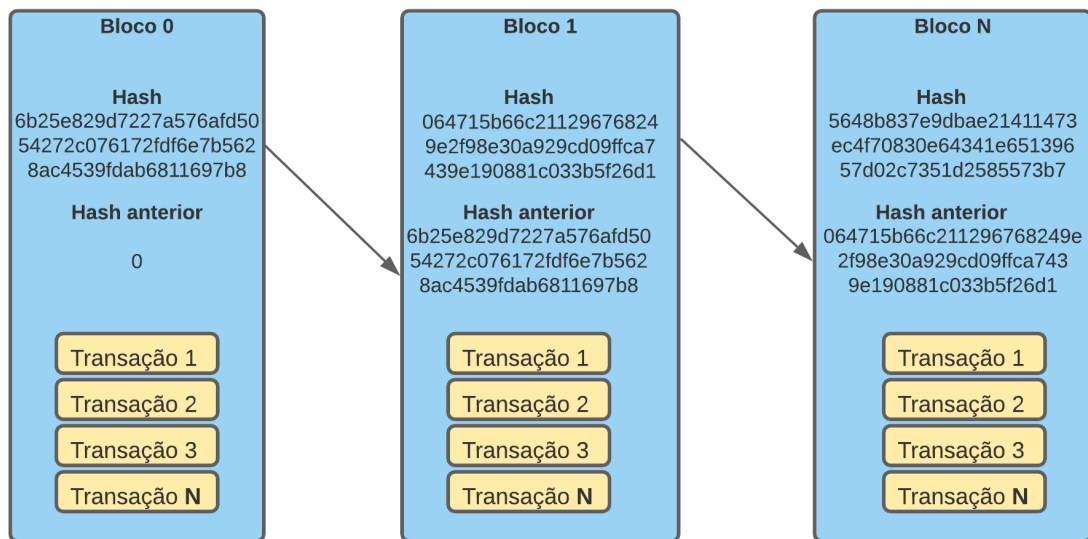 Bloco 0
Hash
6b25e829d7227a576afd50
54272c076172fdf6e7b562
8ac4539fdab6811697b8
Hash anterior
0
Transação 1
Transação 2
Transação 3
Transação N
Bloco 1
Hash
064715b66c21129676824
9e2f98e30a929cd09ffca7
439e190881c033b5f26d1
Hash anterior
6b25e829d7227a576afd50
54272c076172fdf6e7b562
8ac4539fdab6811697b8
Transação 1
Transação 2
Transação 3
Transação N
Bloco N
Hash
5648b837e9dbae21411473
ec4f70830e64341e651396
57d02c7351d2585573b7
Hash anterior
064715b66c211296768249e
2f98e30a929cd09ffca743
9e190881c033b5f26d1
Transação 1
Transação 2
Transação 3
Transação N